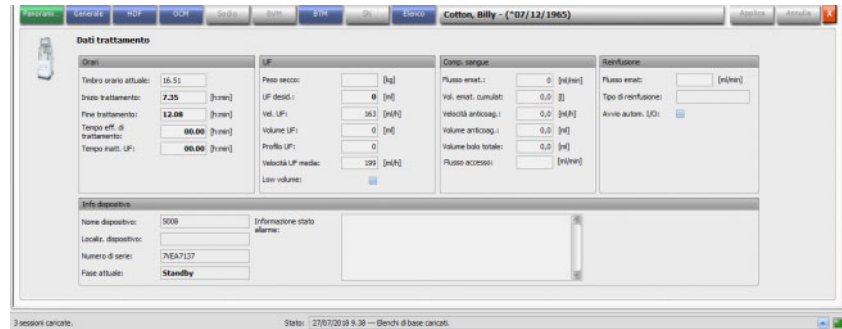 Panorami... Generale HDF OCM Sodio BVM BTM SN Elenco Cotton, Billy - (*07/12/1965) Applica Annulla X
Dati trattamento
Orari
Timbro orario attuale: 16.51
Inizio trattamento: 7.35 [h:min]
Fine trattamento: 12.08 [h:min]
Tempo eff. di
trattamento: 00.00 [h:min]
Tempo inatt. UF: 00.00 [h:min]
UF
Peso secco: [kg]
UF desid.: 0 [ml]
Vel. UF: 163 [ml/h]
Volume UF: 0 [ml]
Profilo UF: 0
Velocità UF media: 199 [ml/h]
Low volume:
Comp. sangue
Flusso emat.: 0 [ml/min]
Vol. emat. cumulat: 0,0 [l]
Velocità anticoag.: 0,0 [ml/h]
Volume anticoag.: 0,0 [ml]
Volume bolo totale: 0,0 [ml]
Flusso accesso: [ml/min]
Reinfusione
Flusso emat: [ml/min]
Tipo di reinfusione:
Avvio autom. I/O:
Info dispositivo
Nome dispositivo: 5008
Localiz. dispositivo:
Numero di serie: 7VEA7137
Fase attuale: Standby
Informazione stato
allarme:
3 sessioni caricate. Stato: 27/07/2018 9.38 --- Elenchi di base caricati.